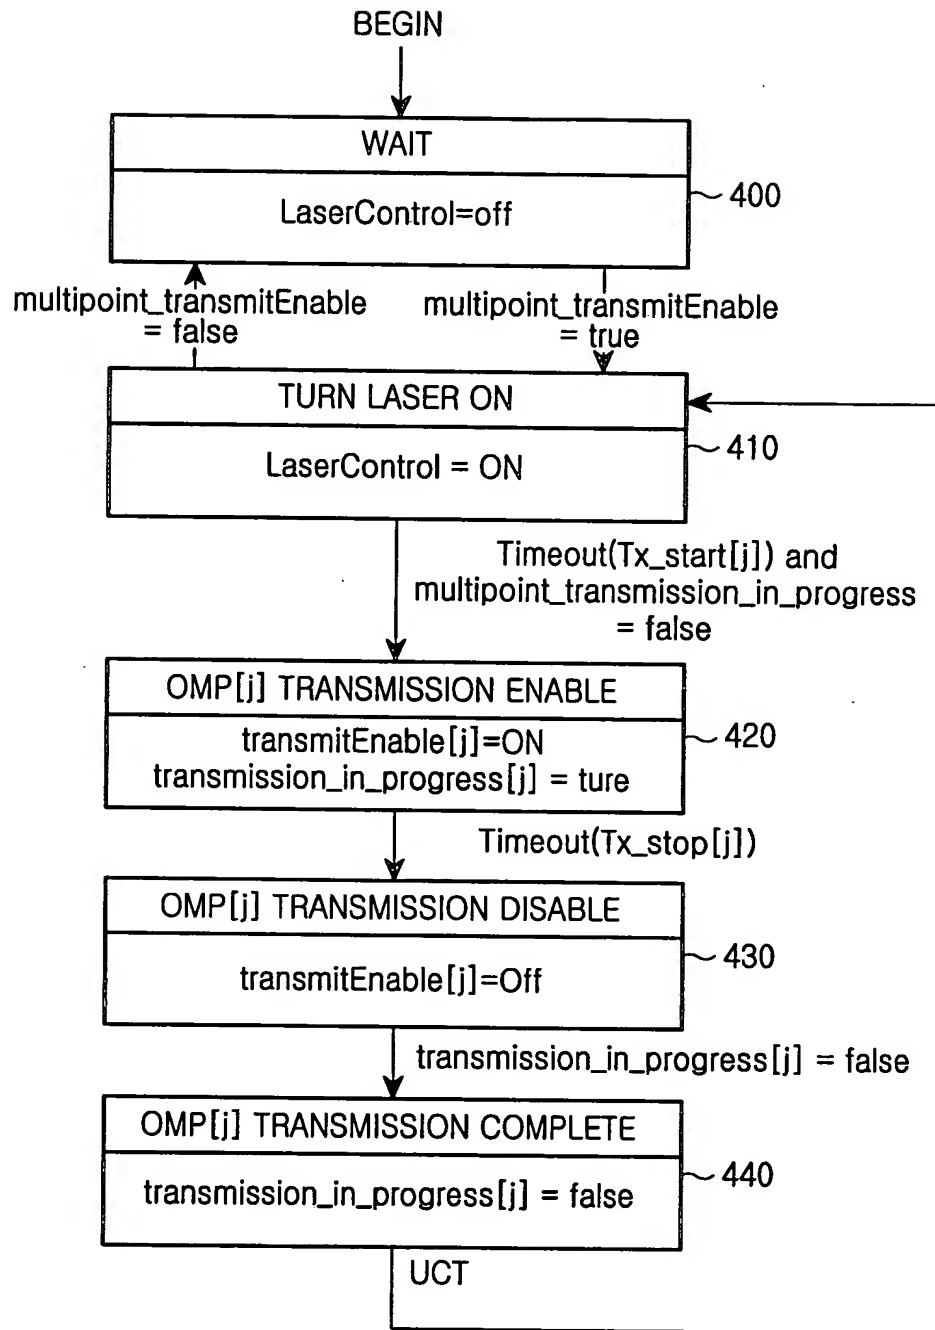 BEGIN
WAIT
LaserControl=off
400
multipoint_transmitEnable
= false
multipoint_transmitEnable
= true
TURN LASER ON
LaserControl = ON
410
Timeout(Tx_start[j]) and
multipoint_transmission_in_progress
= false
OMP[j] TRANSMISSION ENABLE
transmitEnable[j]=ON
transmission_in_progress[j] = ture
420
Timeout(Tx_stop[j])
OMP[j] TRANSMISSION DISABLE
transmitEnable[j]=Off
430
transmission_in_progress[j] = false
OMP[j] TRANSMISSION COMPLETE
transmission_in_progress[j] = false
440
UCT